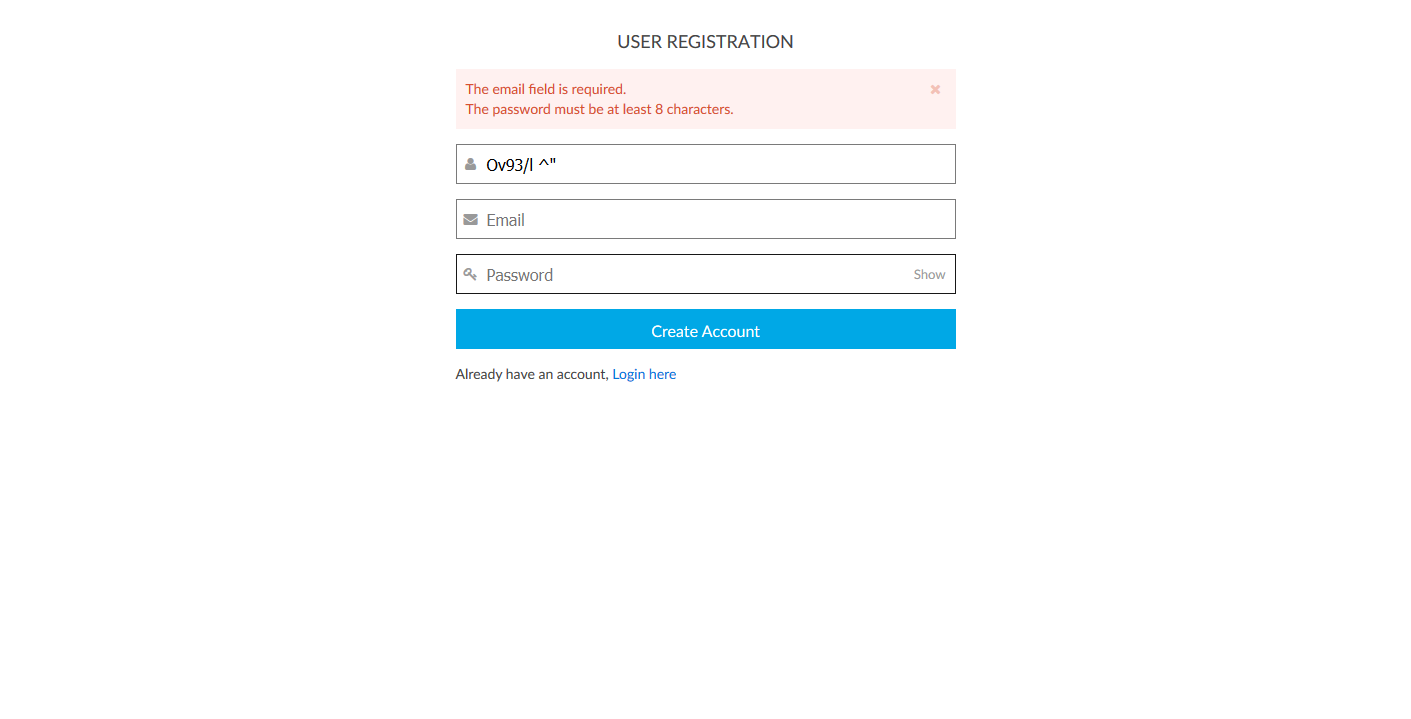 USER REGISTRATION
The email field is required.
The password must be at least 8 characters.
Ov93/l ^"
Email
Password Show
Create Account
Already have an account, Login here